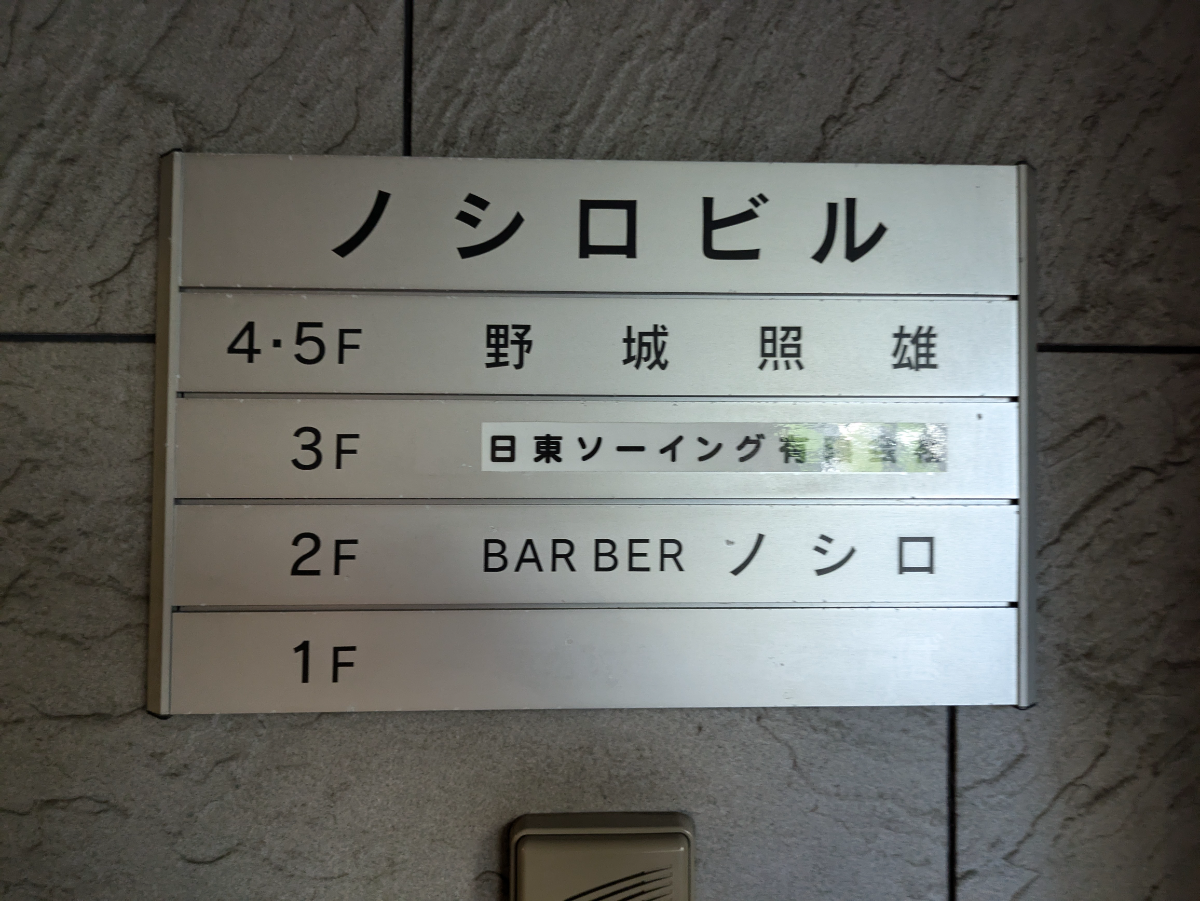 ノシロビル
4·5F 野城照雄
3F 日東ソーイング有
2F BARBER ノシロ
1F